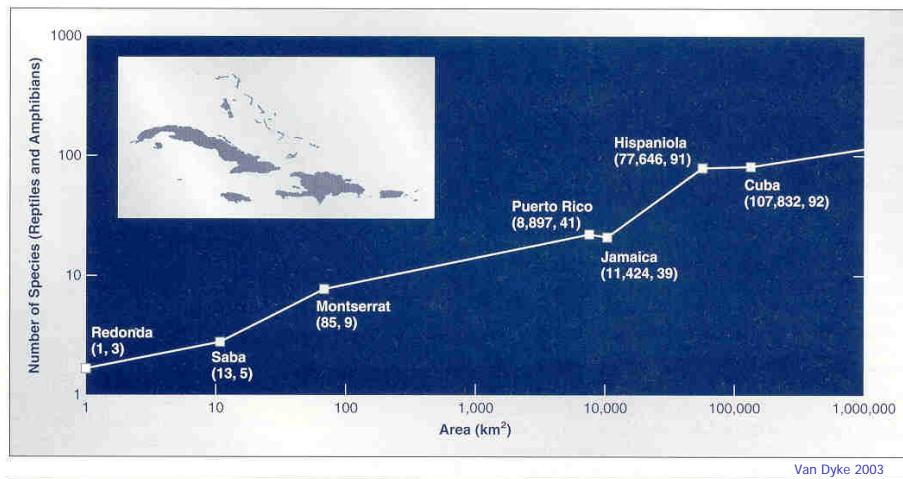 1000
100
10
1
Number of Species (Reptiles and Amphibians)
Redonda
(1, 3)
Saba
(13, 5)
Montserrat
(85, 9)
Puerto Rico
(8,897, 41)
Jamaica
(11,424, 39)
Hispaniola
(77,646, 91)
Cuba
(107,832, 92)
1
10
100
1,000
10,000
100,000
1,000,000
Area (km²)
Van Dyke 2003